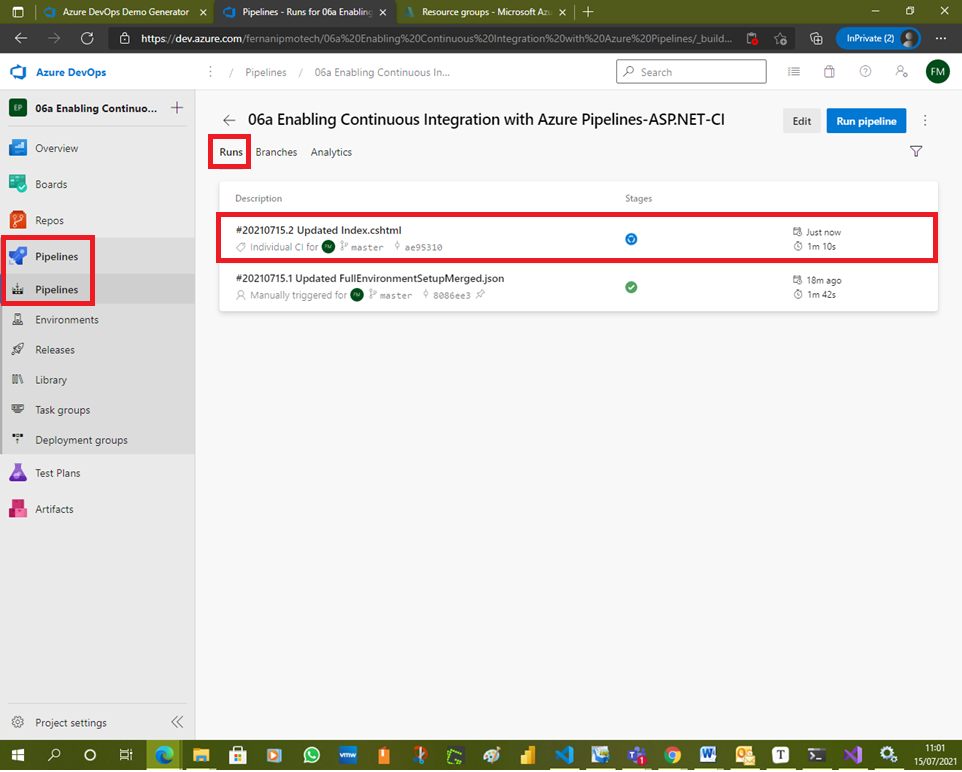 Azure DevOps Demo Generator
Pipelines - Runs for 06a Enabling
Resource groups - Microsoft Azu
https://dev.azure.com/fernanipmotech/06a%20Enabling%20Continuous%20Integration%20with%20Azure%20Pipelines/_build...
InPrivate (2)
Azure DevOps
/ Pipelines / 06a Enabling Continuous In...
Search
FM
EP 06a Enabling Continuo...
06a Enabling Continuous Integration with Azure Pipelines-ASP.NET-CI
Edit
Run pipeline
Runs Branches Analytics
Overview
Boards
Repos
Pipelines
Pipelines
Environments
Releases
Library
Task groups
Deployment groups
Test Plans
Artifacts
Description Stages
#20210715.2 Updated Index.cshtml
Individual CI for FM master ae95310
Just now
1m 10s
#20210715.1 Updated FullEnvironmentSetupMerged.json
Manually triggered for FM master 8086ee3
18m ago
1m 42s
Project settings
vmw
1
W
T
11:01
15/07/2021